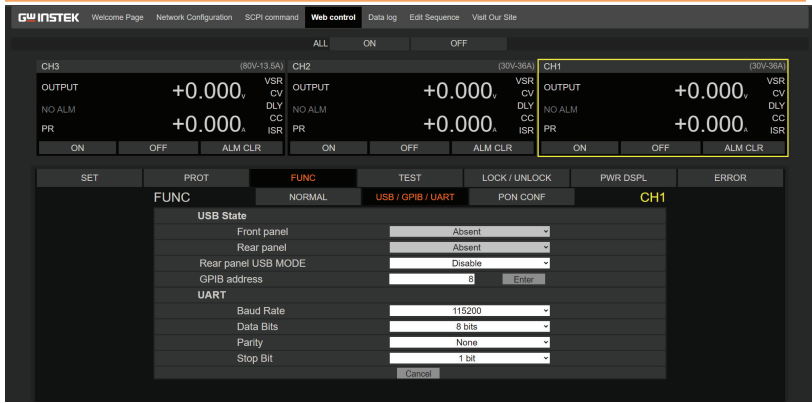 GWINSTEK Welcome Page Network Configuration SCPI command Web control Data log Edit Sequence Visit Our Site
ALL ON OFF
CH3 (80V-13.5A) CH2 (30V-36A) CH1 (30V-36A)
OUTPUT +0.000V VSR CV OUTPUT +0.000V VSR CV OUTPUT +0.000V VSR CV
NO ALM DLY NO ALM DLY NO ALM DLY
PR +0.000A CC ISR PR +0.000A CC ISR PR +0.000A CC ISR
ON OFF ALM CLR ON OFF ALM CLR ON OFF ALM CLR
SET PROT FUNC TEST LOCK / UNLOCK PWR DSPL ERROR
FUNC NORMAL USB / GPIB / UART PON CONF CH1
USB State
Front panel Absent
Rear panel Absent
Rear panel USB MODE Disable
GPIB address 8 Enter
UART
Baud Rate 115200
Data Bits 8 bits
Parity None
Stop Bit 1 bit
Cancel